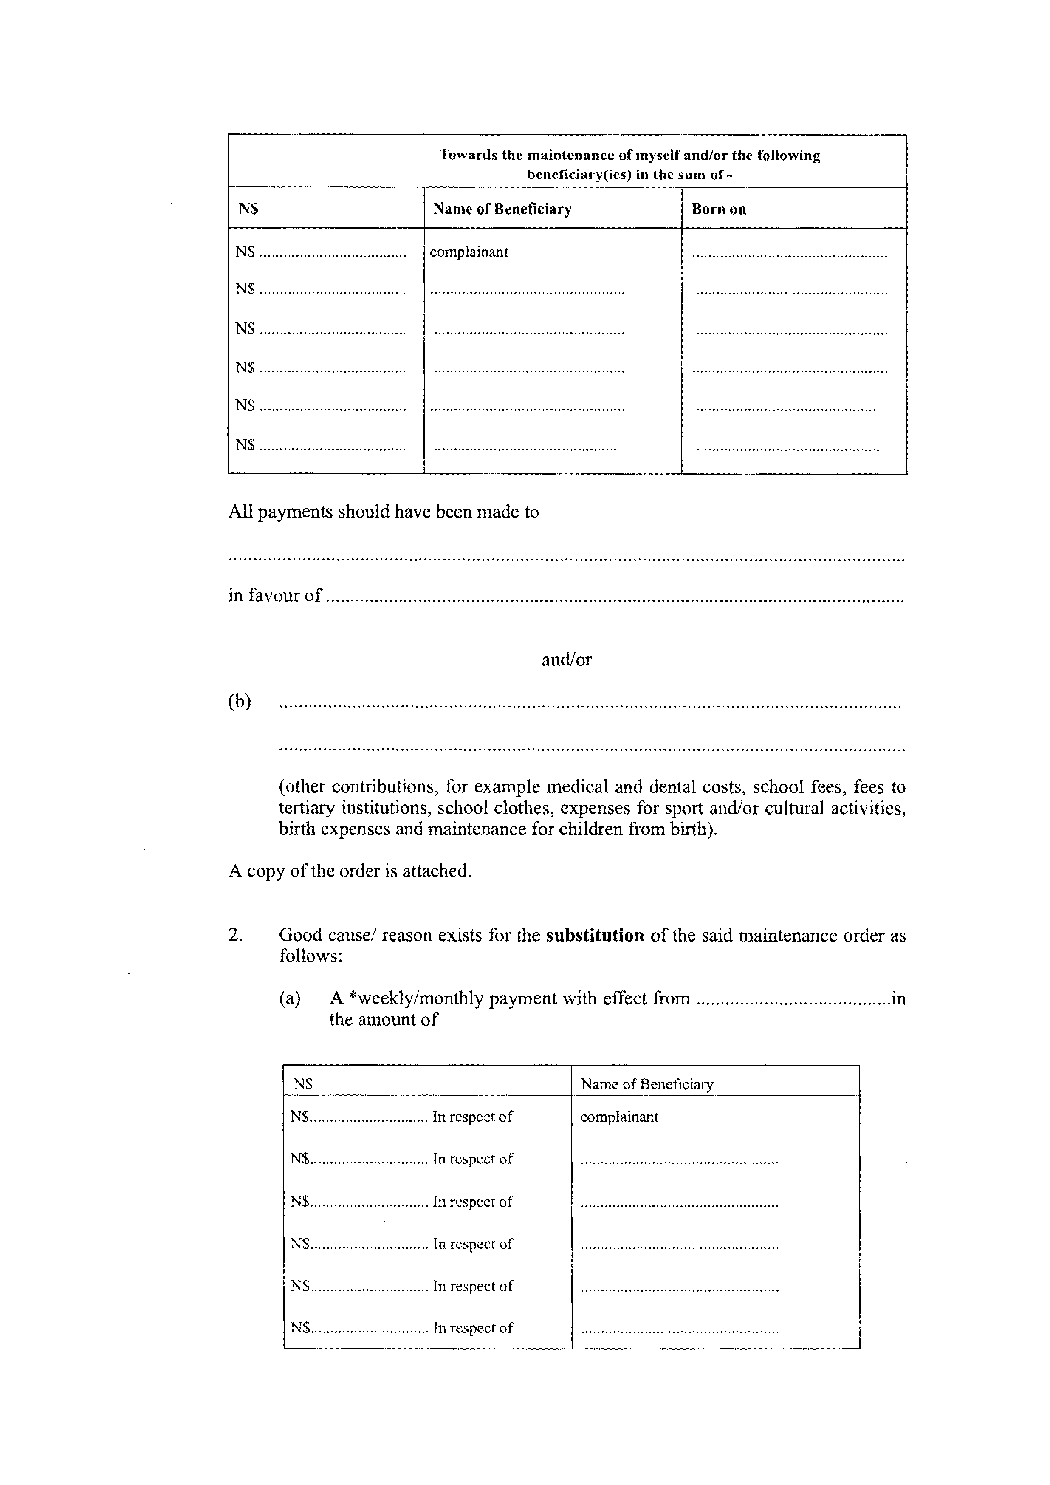 Towards the maintenance of myself and/or the following
beneficiary(ies) in the sum of -
N$ Name of Beneficiary Born on
N$ .................................... complainant ................................................
N$ .................................... ................................................ ................................................
N$ .................................... ................................................ ................................................
N$ .................................... ................................................ ................................................
N$ .................................... ................................................ ................................................
N$ .................................... ................................................ ................................................
All payments should have been made to
................................................................................................................................
in favour of ................................................................................................................
and/or
(b) ................................................................................................................................
................................................................................................................................
(other contributions, for example medical and dental costs, school fees, fees to
tertiary institutions, school clothes, expenses for sport and/or cultural activities,
birth expenses and maintenance for children from birth).
A copy of the order is attached.
2. Good cause/ reason exists for the substitution of the said maintenance order as
follows:
(a) A *weekly/monthly payment with effect from ........................................in
the amount of
N$ Name of Beneficiary
N$............................. In respect of complainant
N$............................. In respect of ................................................
N$............................. In respect of ................................................
N$............................. In respect of ................................................
N$............................. In respect of ................................................
N$............................. In respect of ................................................